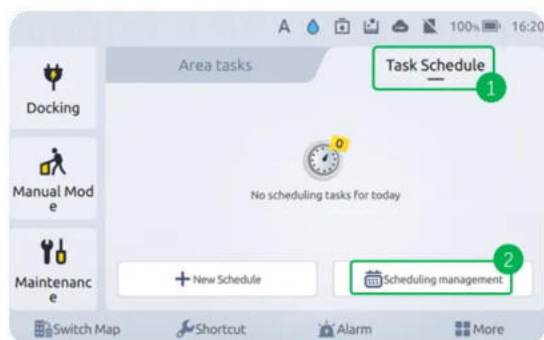 A 100% 16:20
Area tasks
Task Schedule
1
Docking
0
Manual Mod
e
No scheduling tasks for today
2
Maintenanc
e
New Schedule
Scheduling management
Switch Map
Shortcut
Alarm
More